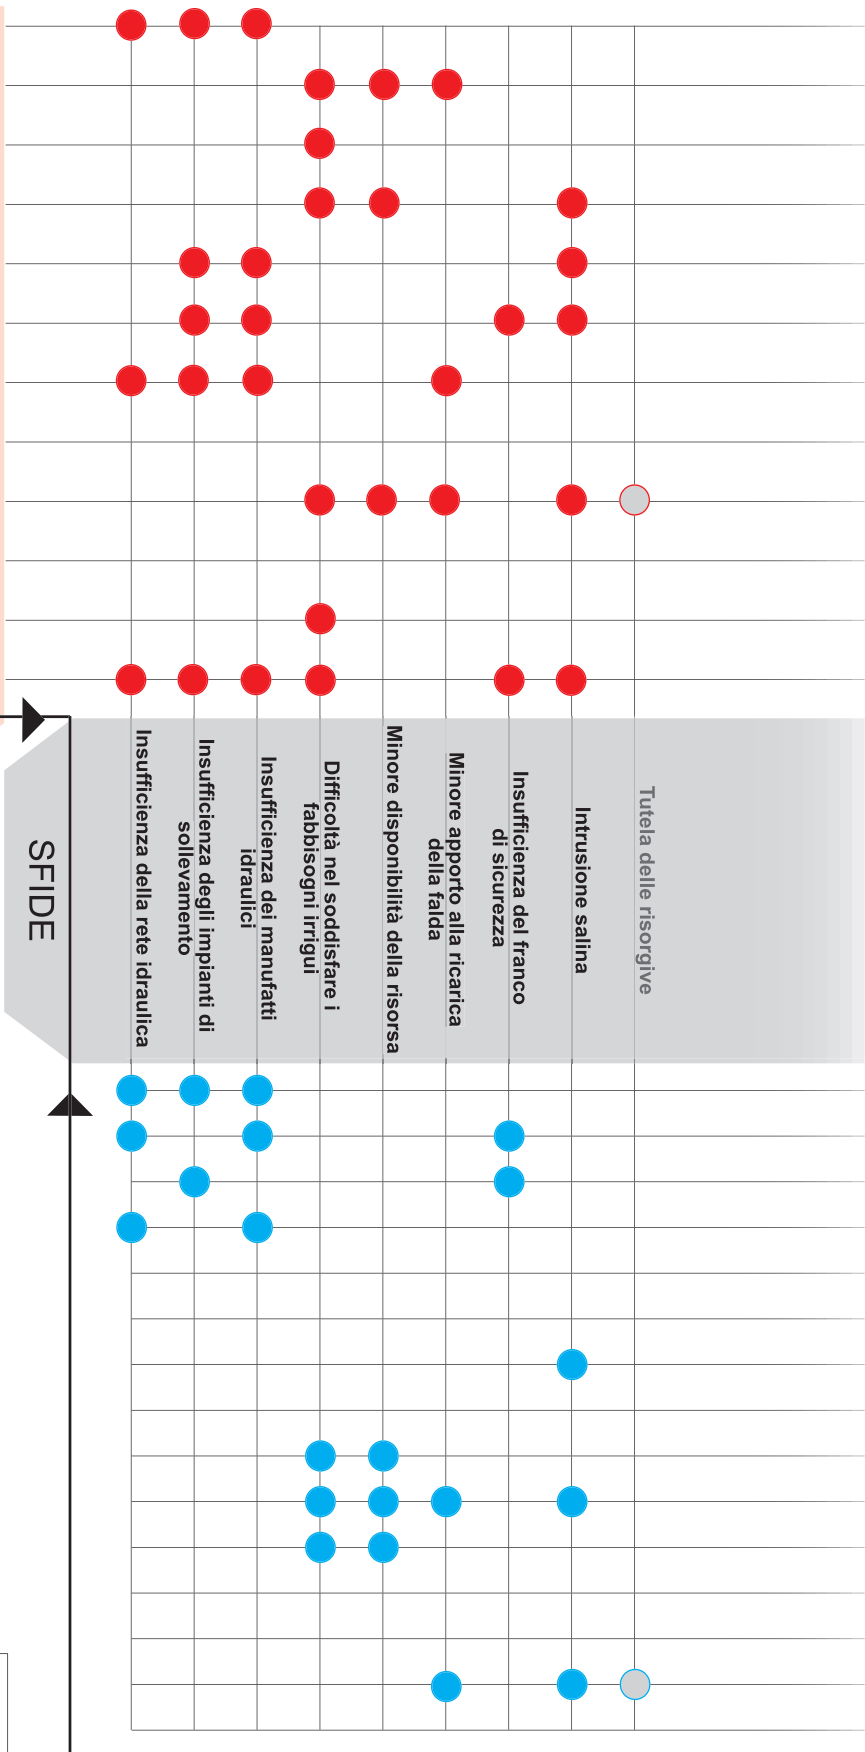 SFIDE
Insufficienza della rete idraulica
Insufficienza degli impianti di
sollevamento
Insufficienza dei manufatti
idraulici
Difficoltà nel soddisfare i
fabbisogni irrigui
Minore disponibilità della risorsa
Minore apporto alla ricarica
della falda
Insufficienza del franco
di sicurezza
Intrusione salina
Tutela delle risorgive